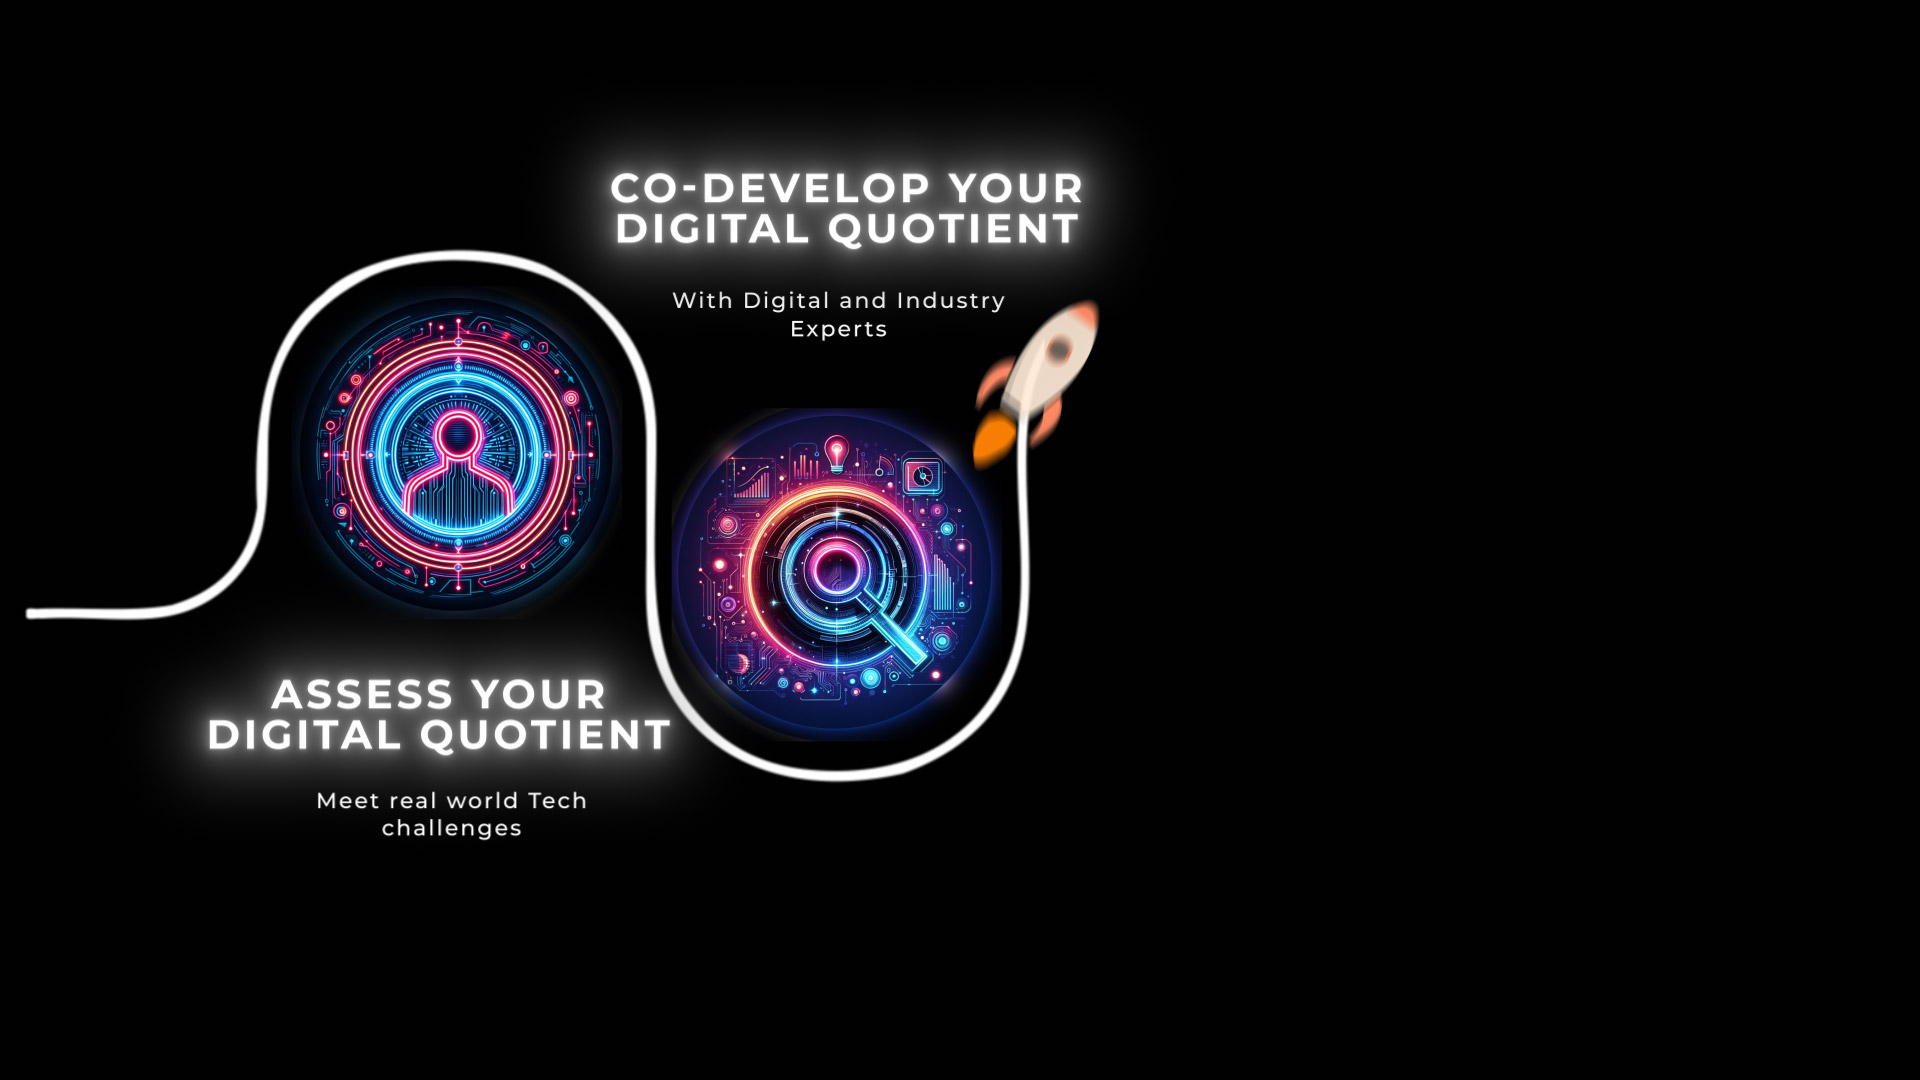 CO-DEVELOP YOUR
DIGITAL QUOTIENT
With Digital and Industry
Experts
ASSESS YOUR
DIGITAL QUOTIENT
Meet real world Tech
challenges